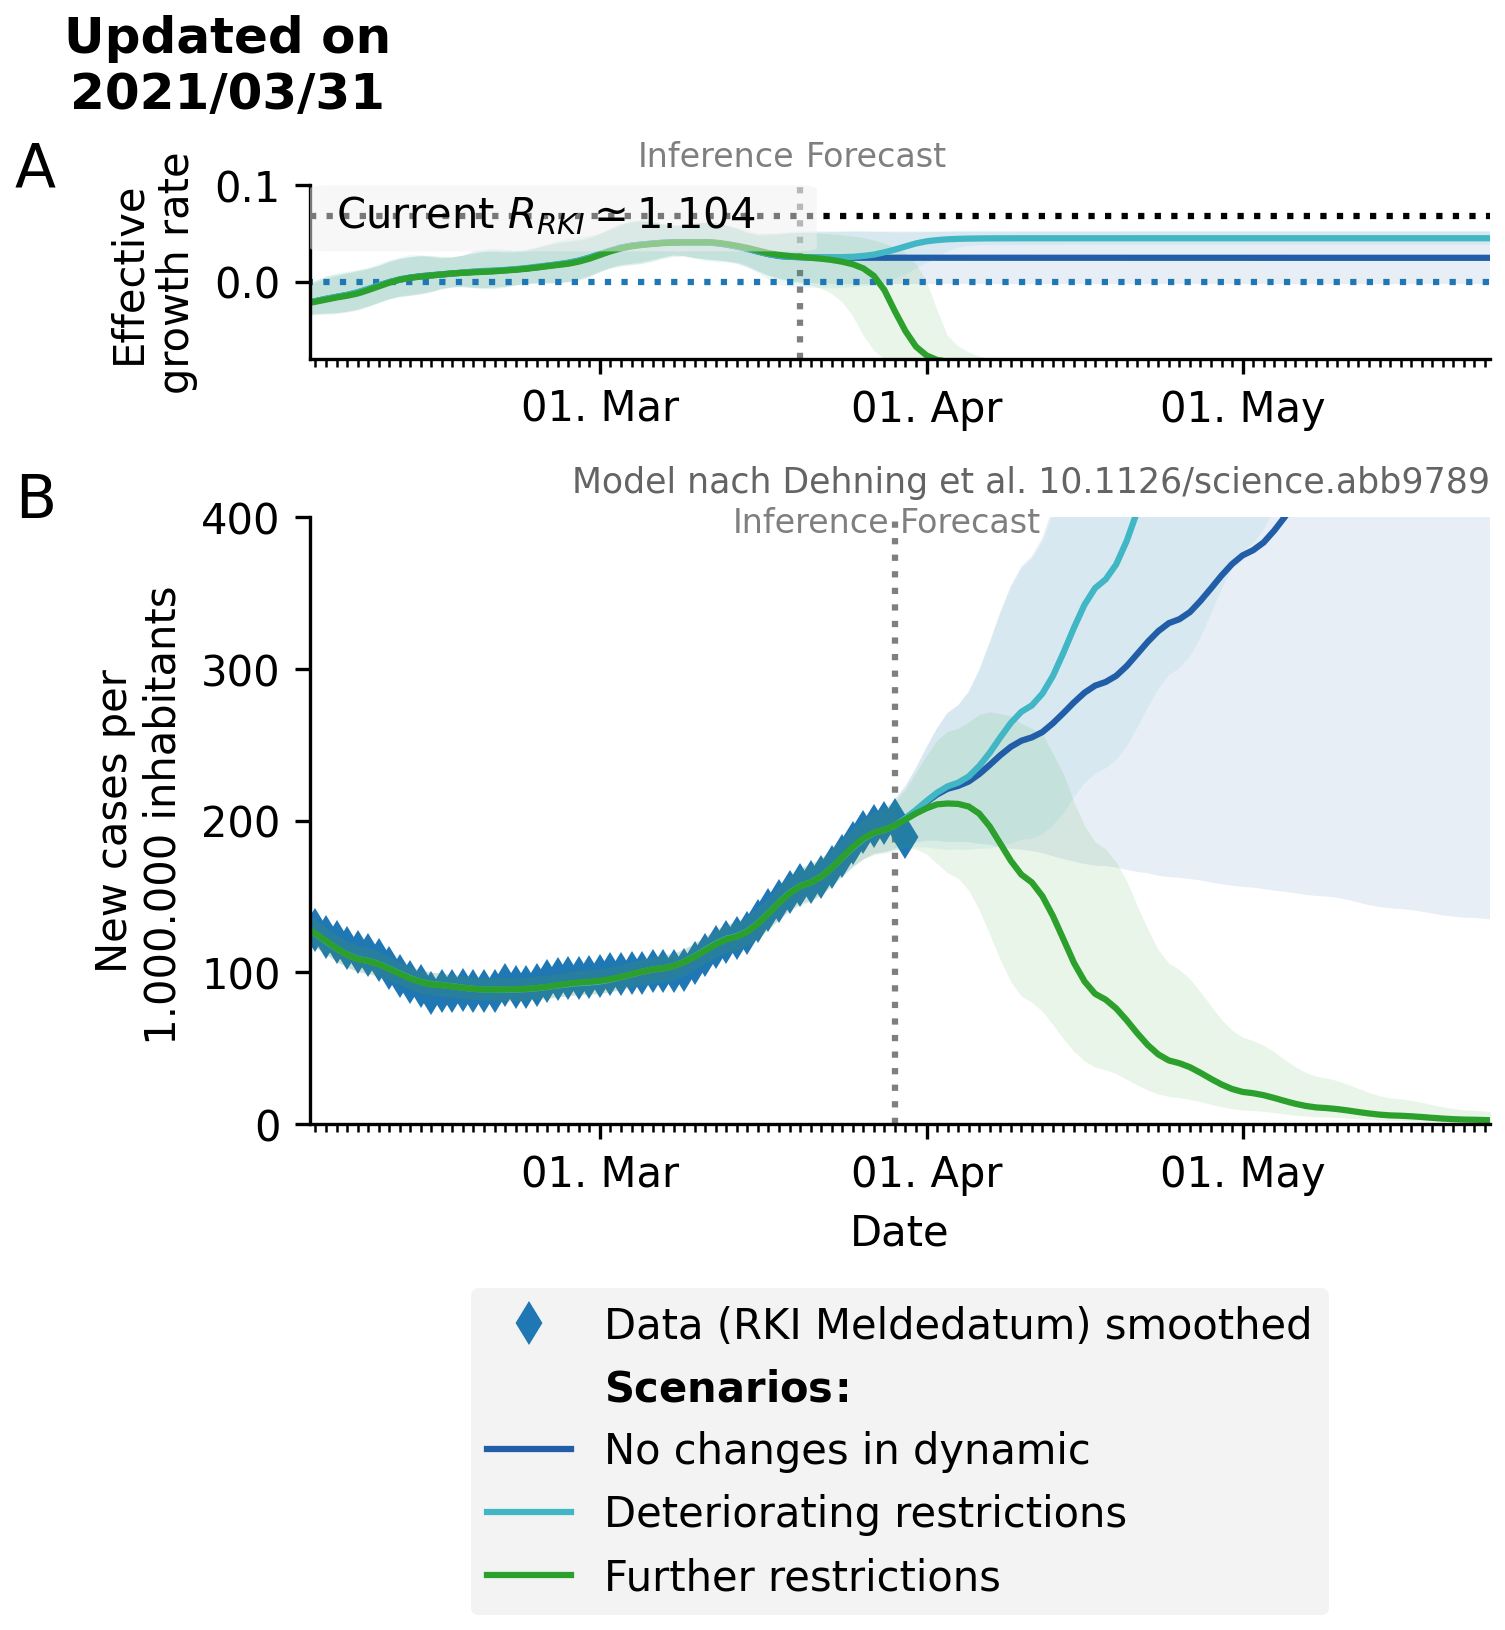 Updated on
2021/03/31
A
Inference Forecast
Effective
growth rate
0.1
0.0
Current R_RKI ≃ 1.104
01. Mar
01. Apr
01. May
B
Model nach Dehning et al. 10.1126/science.abb9789
Inference Forecast
New cases per
1.000.000 inhabitants
400
300
200
100
0
01. Mar
01. Apr
01. May
Date
Data (RKI Meldedatum) smoothed
Scenarios:
No changes in dynamic
Deteriorating restrictions
Further restrictions